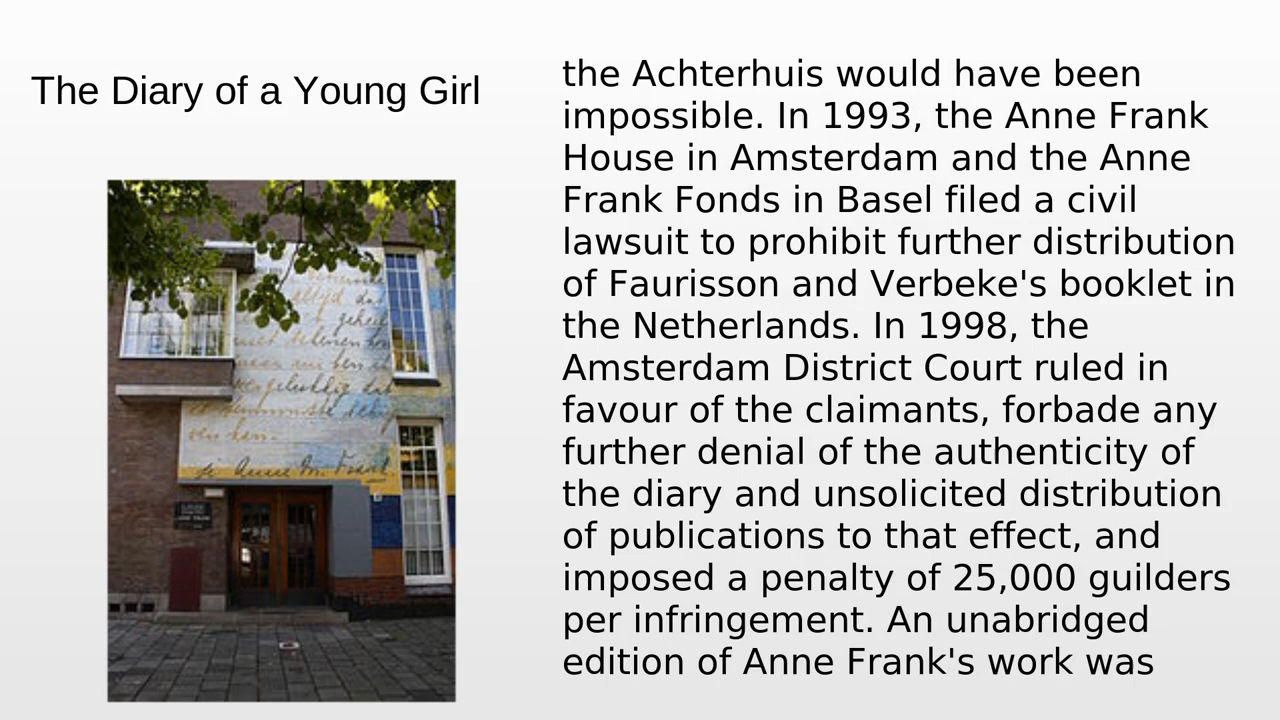 The Diary of a Young Girl
the Achterhuis would have been
impossible. In 1993, the Anne Frank
House in Amsterdam and the Anne
Frank Fonds in Basel filed a civil
lawsuit to prohibit further distribution
of Faurisson and Verbeke's booklet in
the Netherlands. In 1998, the
Amsterdam District Court ruled in
favour of the claimants, forbade any
further denial of the authenticity of
the diary and unsolicited distribution
of publications to that effect, and
imposed a penalty of 25,000 guilders
per infringement. An unabridged
edition of Anne Frank's work was